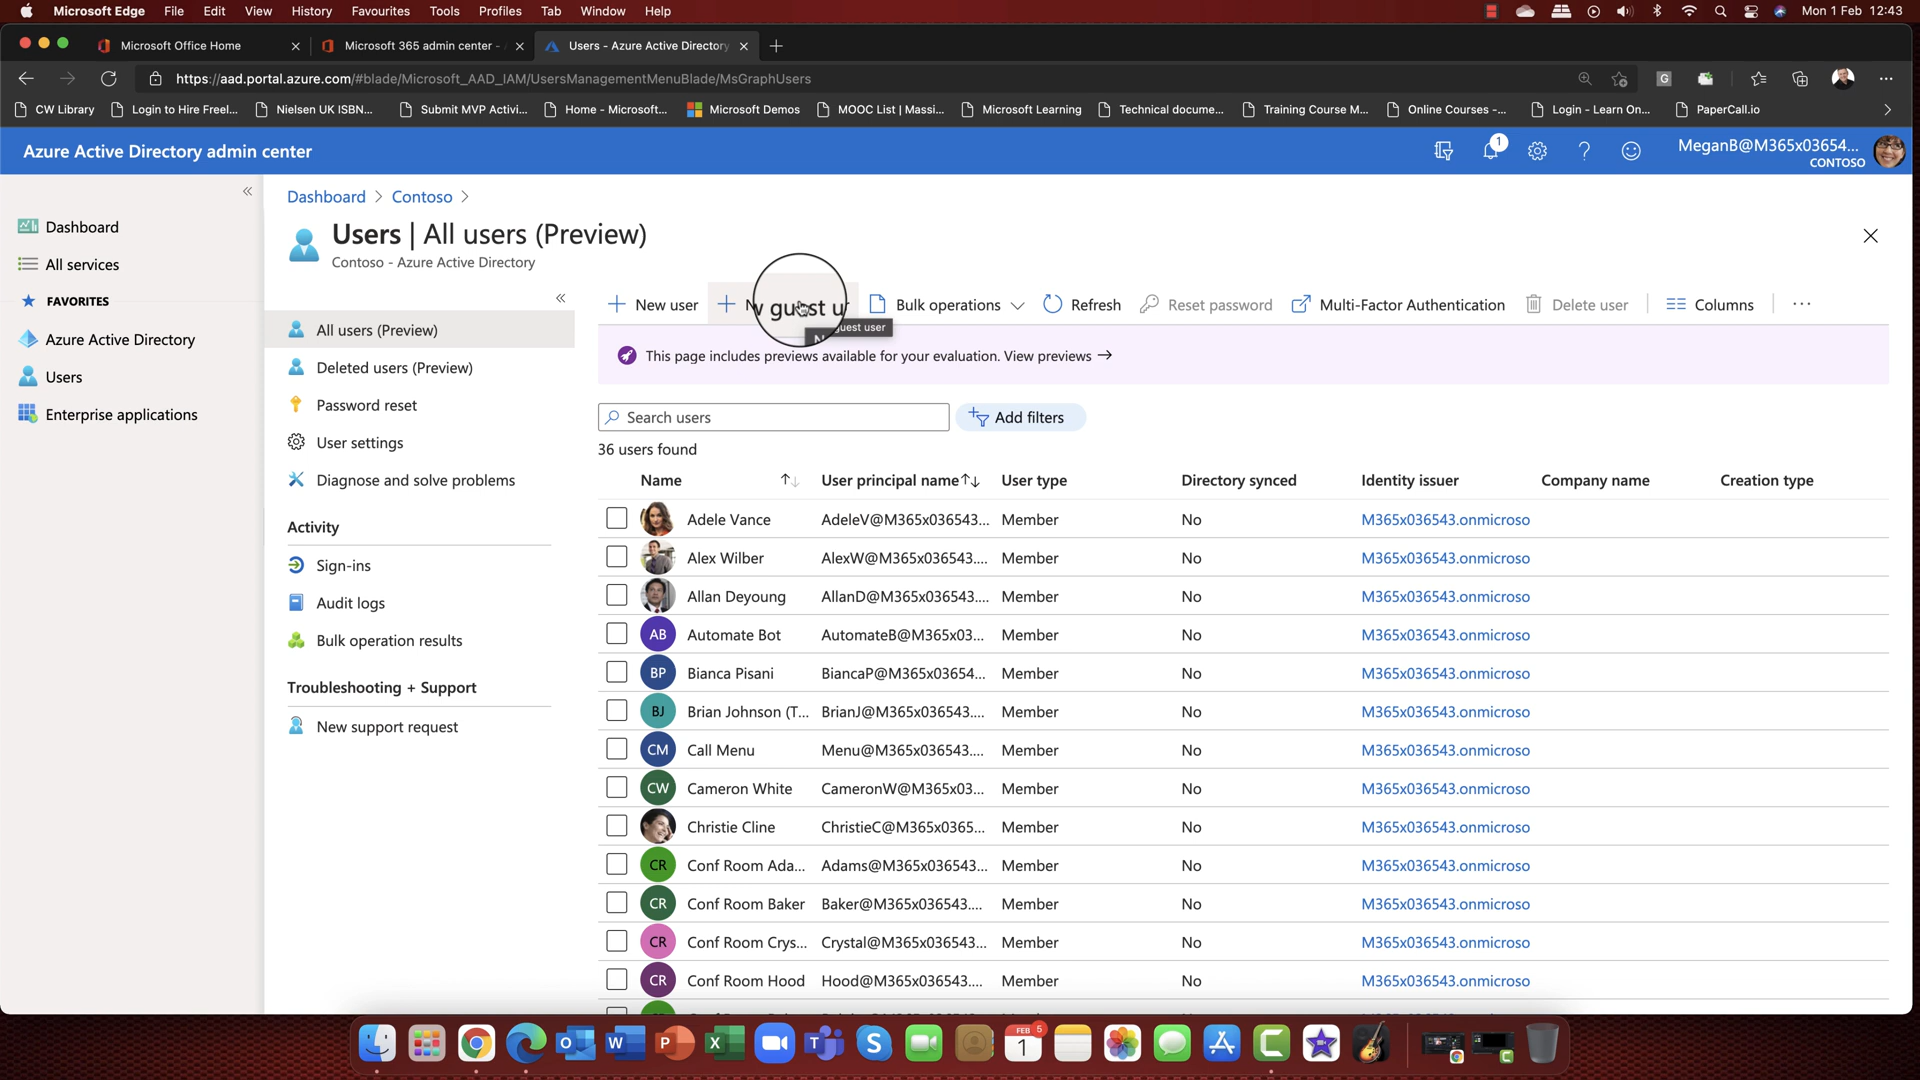 Microsoft Edge File Edit View History Favourites Tools Profiles Tab Window Help Mon 1 Feb 12:43
Microsoft Office Home Microsoft 365 admin center - Users - Azure Active Directory
https://aad.portal.azure.com/#blade/Microsoft_AAD_IAM/UsersManagementMenuBlade/MsGraphUsers
CW Library Login to Hire Freel... Nielsen UK ISBN... Submit MVP Activi... Home - Microsoft... Microsoft Demos MOOC List | Massi... Microsoft Learning Technical docume... Training Course M... Online Courses -... Login - Learn On... PaperCall.io
Azure Active Directory admin center 1 MeganB@M365x03654...
CONTOSO
Dashboard > Contoso >
Users | All users (Preview)
Contoso - Azure Active Directory
Dashboard
All services
FAVORITES
Azure Active Directory
Users
Enterprise applications
All users (Preview)
Deleted users (Preview)
Password reset
User settings
Diagnose and solve problems
Activity
Sign-ins
Audit logs
Bulk operation results
Troubleshooting + Support
New support request
New user w guest u Bulk operations Refresh Reset password Multi-Factor Authentication Delete user Columns ...
guest user
This page includes previews available for your evaluation. View previews →
Search users Add filters
36 users found
Name User principal name User type Directory synced Identity issuer Company name Creation type
Adele Vance AdeleV@M365x036543... Member No M365x036543.onmicroso
Alex Wilber AlexW@M365x036543.... Member No M365x036543.onmicroso
Allan Deyoung AllanD@M365x036543.... Member No M365x036543.onmicroso
AB Automate Bot AutomateB@M365x03... Member No M365x036543.onmicroso
BP Bianca Pisani BiancaP@M365x03654... Member No M365x036543.onmicroso
BJ Brian Johnson (T... BrianJ@M365x036543.... Member No M365x036543.onmicroso
CM Call Menu Menu@M365x036543.... Member No M365x036543.onmicroso
CW Cameron White CameronW@M365x03... Member No M365x036543.onmicroso
Christie Cline ChristieC@M365x0365... Member No M365x036543.onmicroso
CR Conf Room Ada... Adams@M365x036543... Member No M365x036543.onmicroso
CR Conf Room Baker Baker@M365x036543.... Member No M365x036543.onmicroso
CR Conf Room Crys... Crystal@M365x036543... Member No M365x036543.onmicroso
CR Conf Room Hood Hood@M365x036543.... Member No M365x036543.onmicroso
FEB 5
1